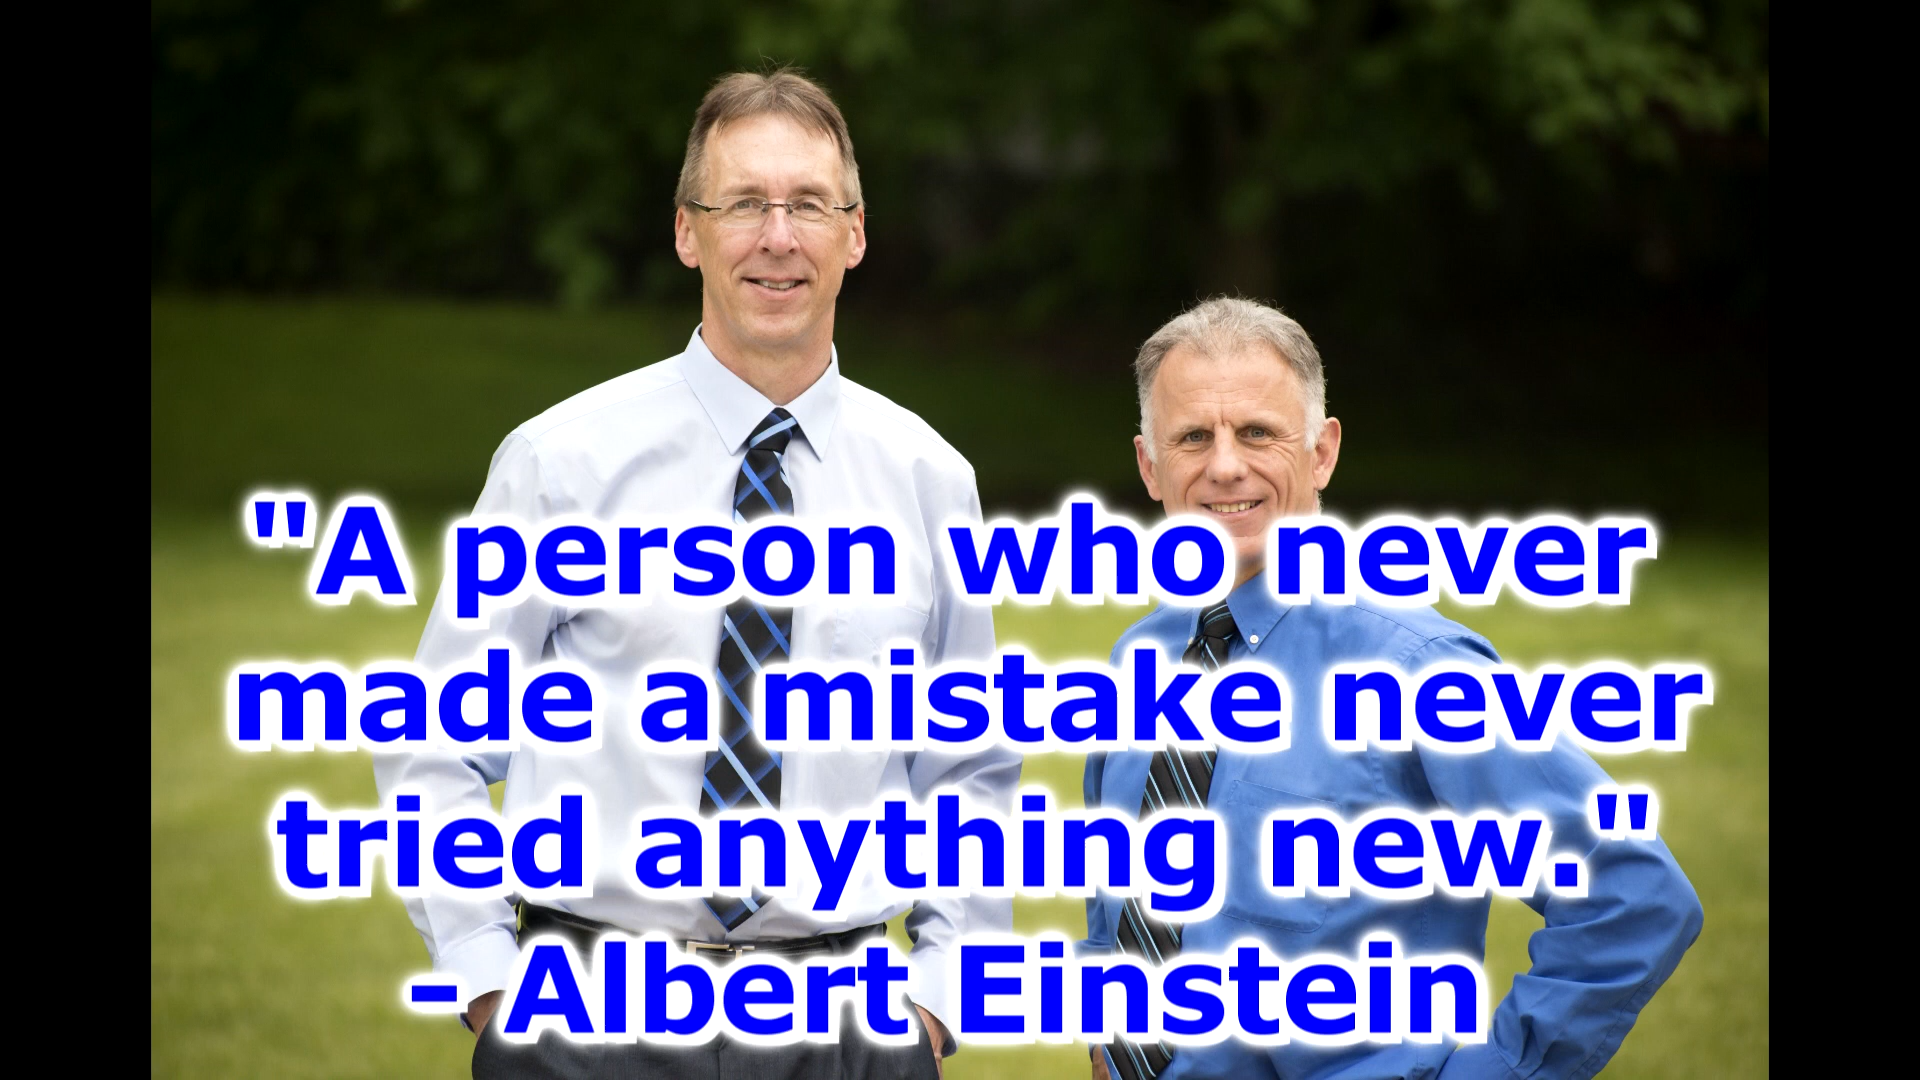 "A person who never
made a mistake never
tried anything new."
- Albert Einstein